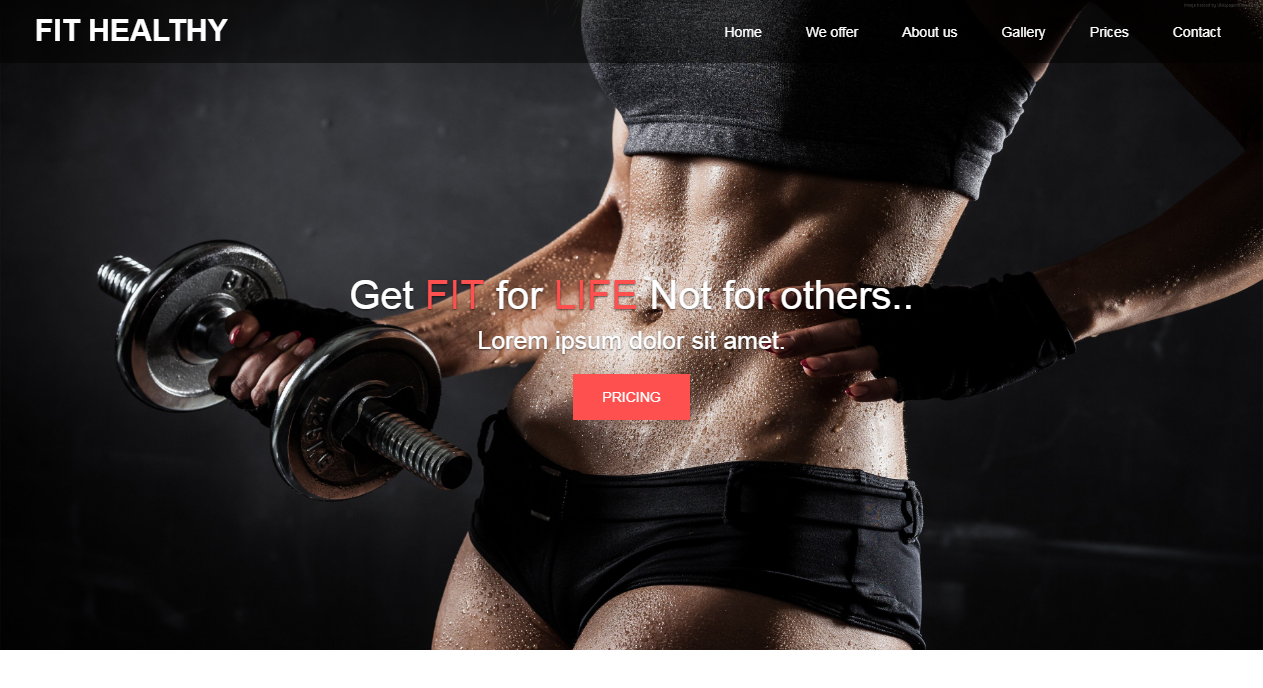 FIT HEALTHY
Home We offer About us Gallery Prices Contact
Get FIT for LIFE Not for others..
Lorem ipsum dolor sit amet.
PRICING